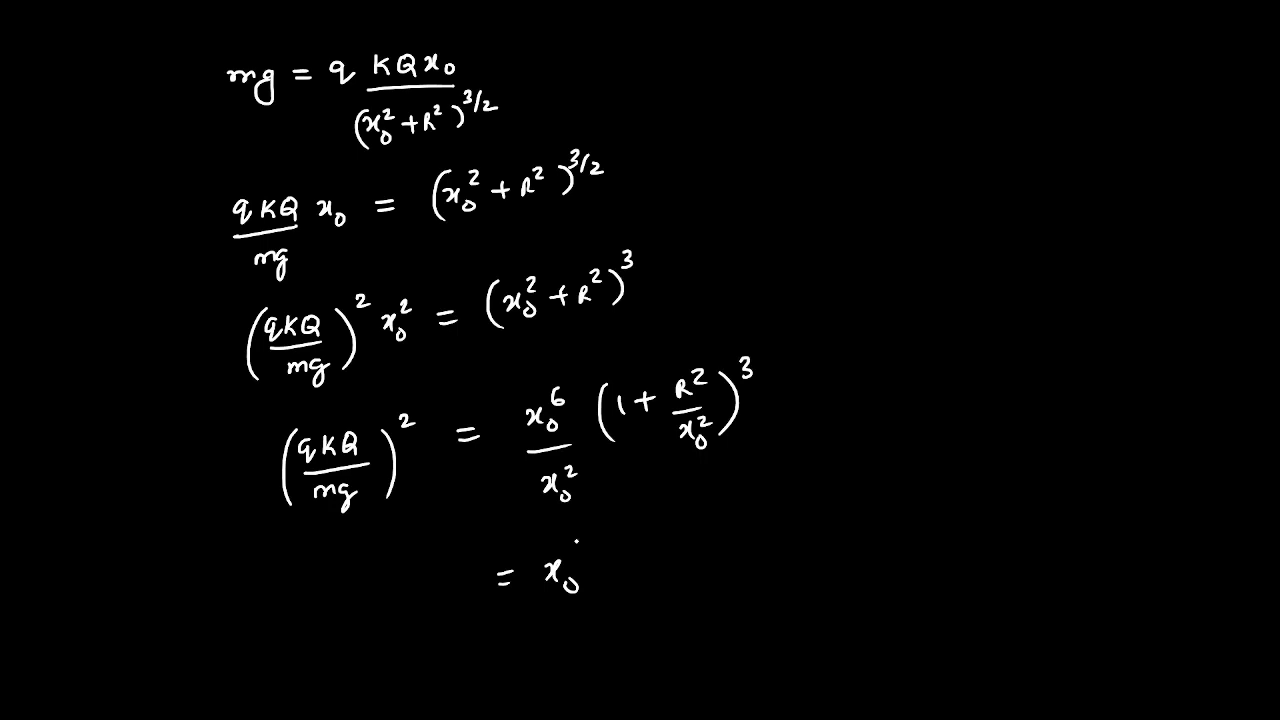 mg = q KQx₀/(x₀²+R²)^3/2
qKQ/mg x₀ = (x₀²+R²)^3/2
(qKQ/mg)² x₀² = (x₀²+R²)³
(qKQ/mg)² = x₀⁶/x₀² (1+R²/x₀²)³
= x₀